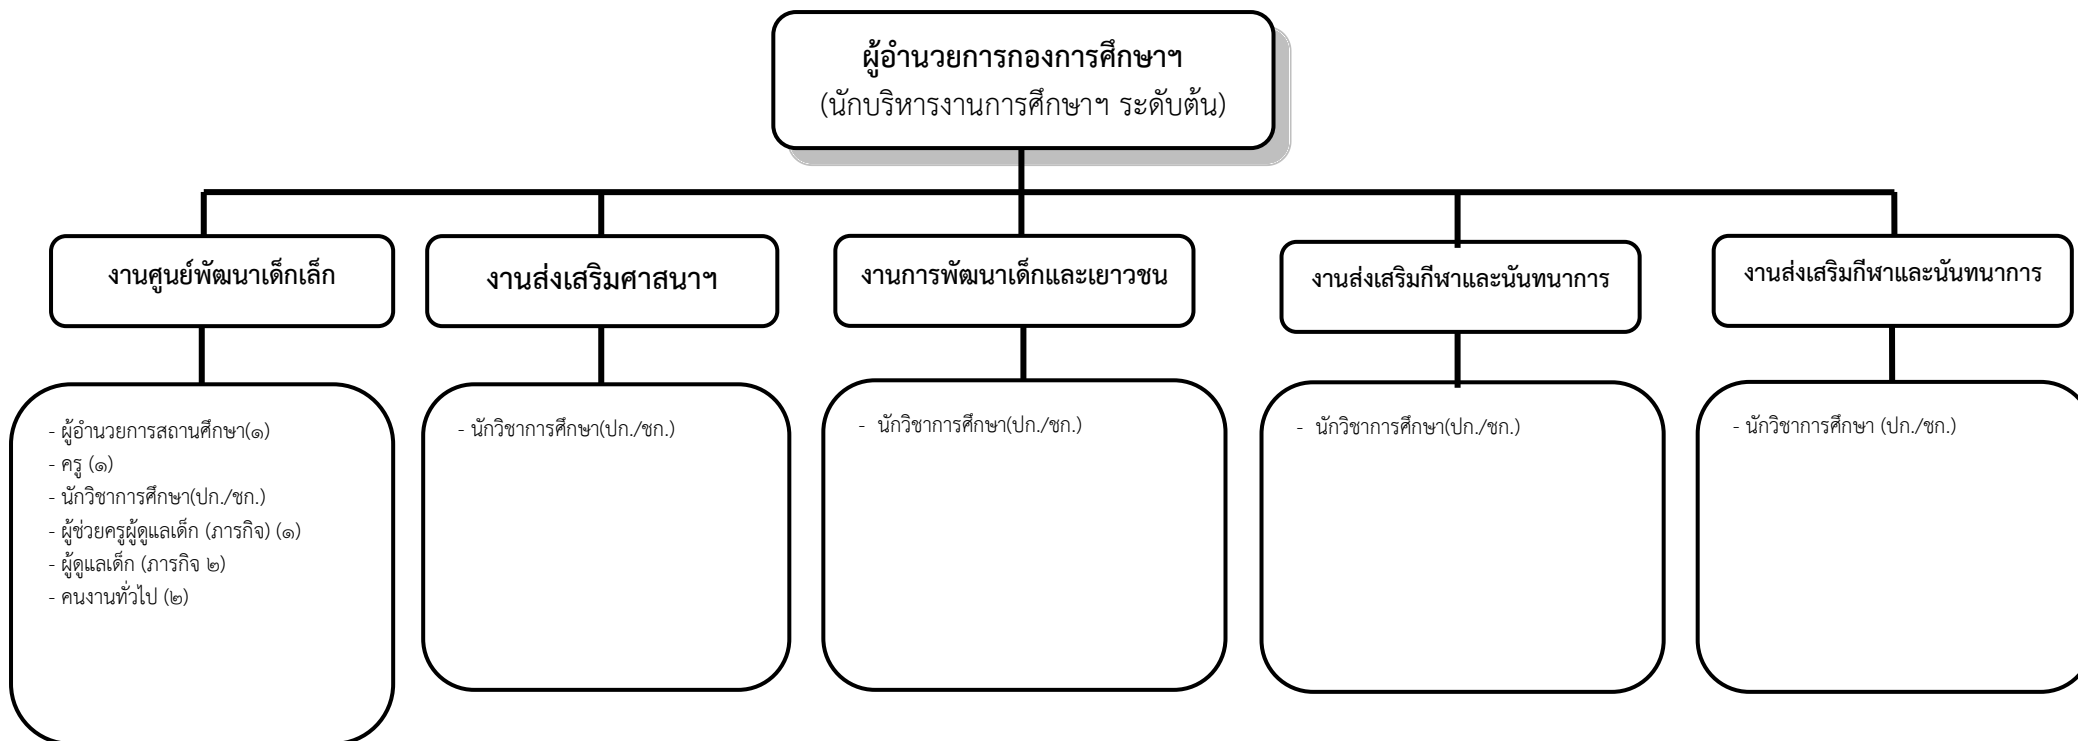 ผู้อำนวยการกองการศึกษาฯ
(นักบริหารงานการศึกษาฯ ระดับต้น)
งานศูนย์พัฒนาเด็กเล็ก
งานส่งเสริมศาสนาฯ
งานการพัฒนาเด็กและเยาวชน
งานส่งเสริมกีฬาและนันทนาการ
งานส่งเสริมกีฬาและนันทนาการ
- ผู้อำนวยการสถานศึกษา(๑)
- ครู (๑)
- นักวิชาการศึกษา(ปก./ชก.)
- ผู้ช่วยครูผู้ดูแลเด็ก (ภารกิจ) (๑)
- ผู้ดูแลเด็ก (ภารกิจ ๒)
- คนงานทั่วไป (๒)
- นักวิชาการศึกษา(ปก./ชก.)
- นักวิชาการศึกษา(ปก./ชก.)
- นักวิชาการศึกษา(ปก./ชก.)
- นักวิชาการศึกษา (ปก./ชก.)